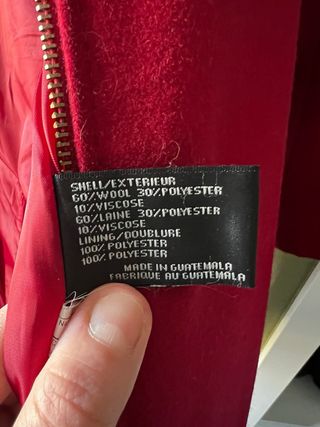 SHELL/EXTERIEUR
60%WOOL 30%POLYESTER
10%VISCOSE
60%LAINE 30%POLYESTER
10%VISCOSE
LINING/DOUBLURE
100%POLYESTER
100%POLYESTER
MADE IN GUATEMALA
FABRIQUE AU GUATEMALA